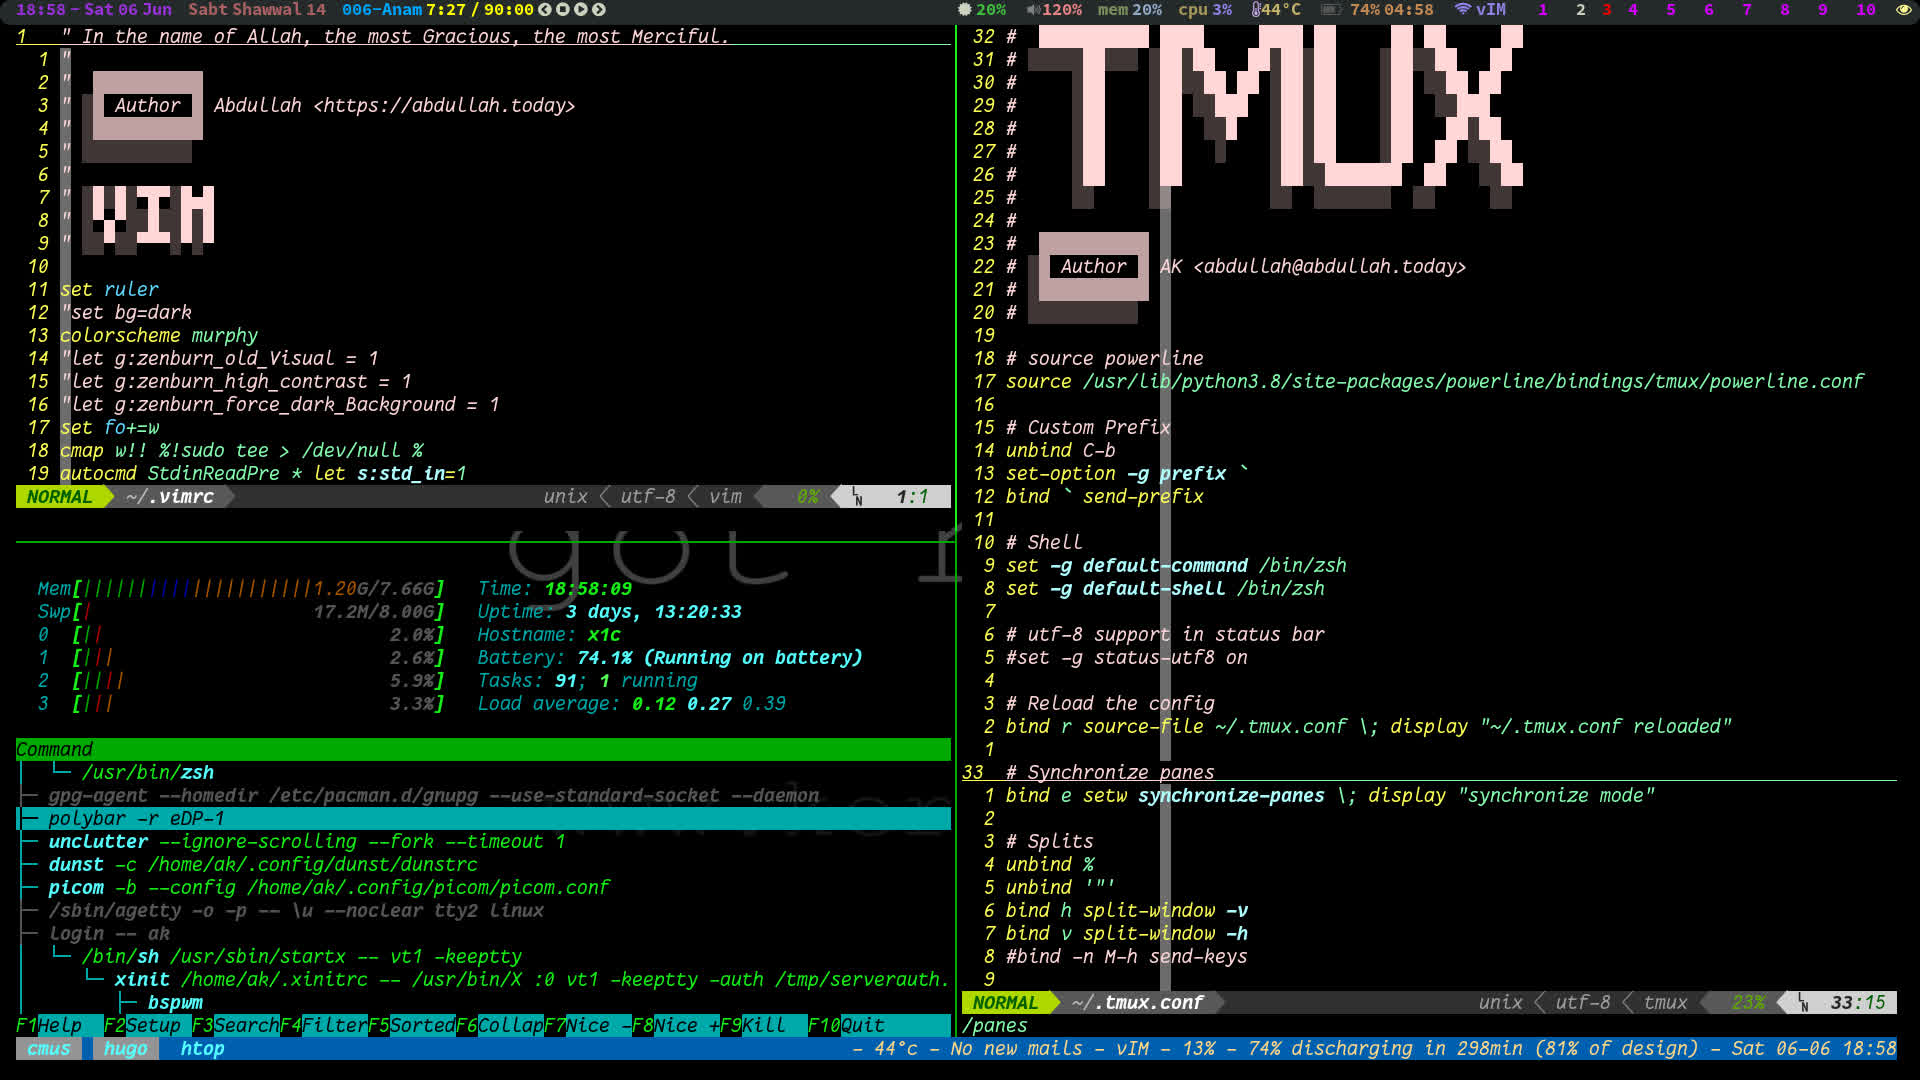 18:58 - Sat 06 Jun Sabt Shawwal 14 006-Anam 7:27 / 90:00 20% 120% mem 20% cpu 3% 44°C 74% 04:58 vIM 1 2 3 4 5 6 7 8 9 10
1 " In the name of Allah, the most Gracious, the most Merciful.
1 "
2 "
3 " Author Abdullah <https://abdullah.today>
4 "
5 "
6 "
7 " VIM
8 "
9 "
10
11 set ruler
12 "set bg=dark
13 colorscheme murphy
14 "let g:zenburn_old_Visual = 1
15 "let g:zenburn_high_contrast = 1
16 "let g:zenburn_force_dark_Background = 1
17 set fo+=w
18 cmap w!! %!sudo tee > /dev/null %
19 autocmd StdinReadPre * let s:std_in=1
NORMAL ~/.vimrc unix utf-8 vim 0% LN 1:1
got r
Mem[1.20G/7.66G] Time: 18:58:09
Swp[17.2M/8.00G] Uptime: 3 days, 13:20:33
0 [2.0%] Hostname: x1c
1 [2.6%] Battery: 74.1% (Running on battery)
2 [5.9%] Tasks: 91; 1 running
3 [3.3%] Load average: 0.12 0.27 0.39
Command
/usr/bin/zsh
gpg-agent --homedir /etc/pacman.d/gnupg --use-standard-socket --daemon
polybar -r eDP-1
unclutter --ignore-scrolling --fork --timeout 1
dunst -c /home/ak/.config/dunst/dunstrc
picom -b --config /home/ak/.config/picom/picom.conf
/sbin/agetty -o -p -- \u --noclear tty2 linux
login -- ak
/bin/sh /usr/sbin/startx -- vt1 -keeptty
xinit /home/ak/.xinitrc -- /usr/bin/X :0 vt1 -keeptty -auth /tmp/serverauth.
bspwm
F1Help F2Setup F3SearchF4FilterF5SortedF6CollapF7Nice -F8Nice +F9Kill F10Quit
32 # TMUX
31 #
30 #
29 #
28 #
27 #
26 #
25 #
24 #
23 #
22 # Author AK <abdullah@abdullah.today>
21 #
20 #
19
18 # source powerline
17 source /usr/lib/python3.8/site-packages/powerline/bindings/tmux/powerline.conf
16
15 # Custom Prefix
14 unbind C-b
13 set-option -g prefix `
12 bind ` send-prefix
11
10 # Shell
9 set -g default-command /bin/zsh
8 set -g default-shell /bin/zsh
7
6 # utf-8 support in status bar
5 #set -g status-utf8 on
4
3 # Reload the config
2 bind r source-file ~/.tmux.conf \; display "~/.tmux.conf reloaded"
1
33 # Synchronize panes
1 bind e setw synchronize-panes \; display "synchronize mode"
2
3 # Splits
4 unbind %
5 unbind '"'
6 bind h split-window -v
7 bind v split-window -h
8 #bind -n M-h send-keys
9
NORMAL ~/.tmux.conf unix utf-8 tmux 23% LN 33:15
/panes
cmus hugo htop - 44°c - No new mails - vIM - 13% - 74% discharging in 298min (81% of design) - Sat 06-06 18:58